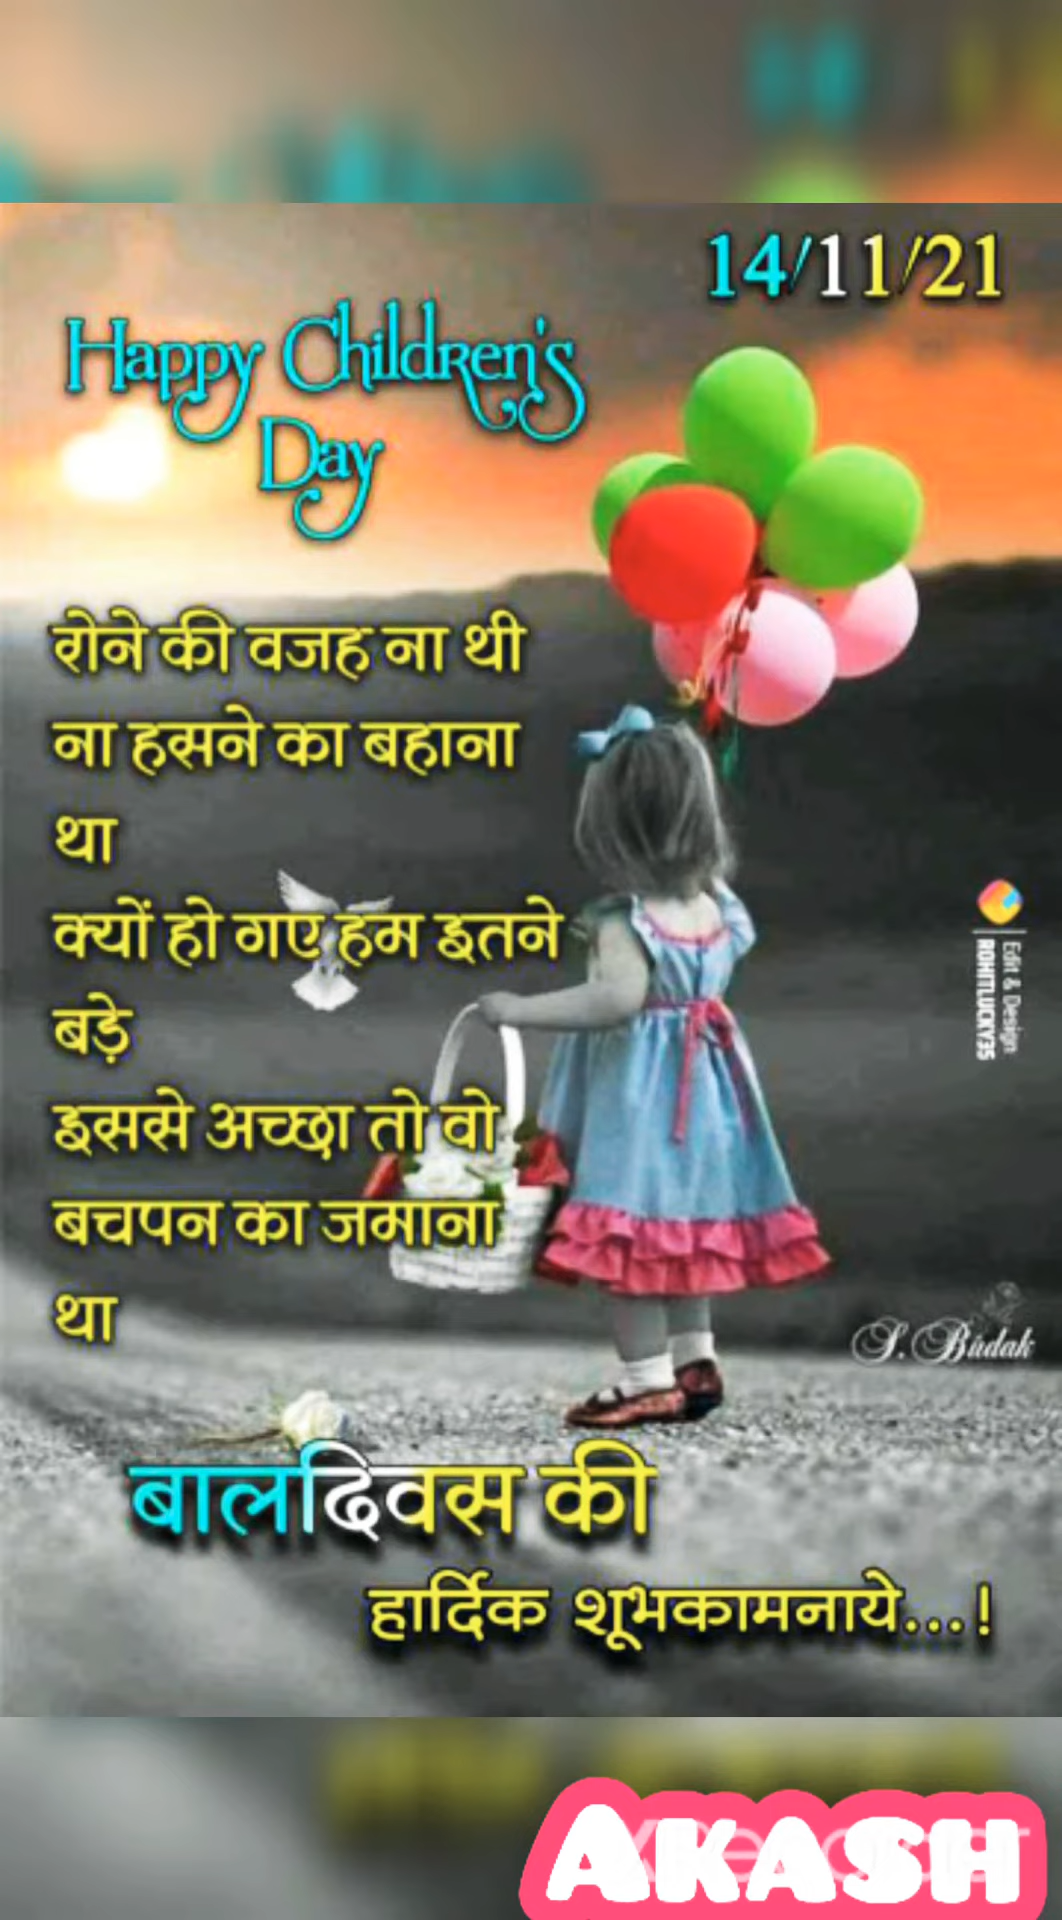 14/11/21
Happy Children's
Day
रोने की वजह ना थी
ना हसने का बहाना
था
क्यों हो गए हम इतने
बड़े
इससे अच्छा तो वो
बचपन का जमाना
था
Edit & Design
ROHITLUCKY35
S. Budak
बालदिवस की
हार्दिक शूभकामनाये...!
AKASH